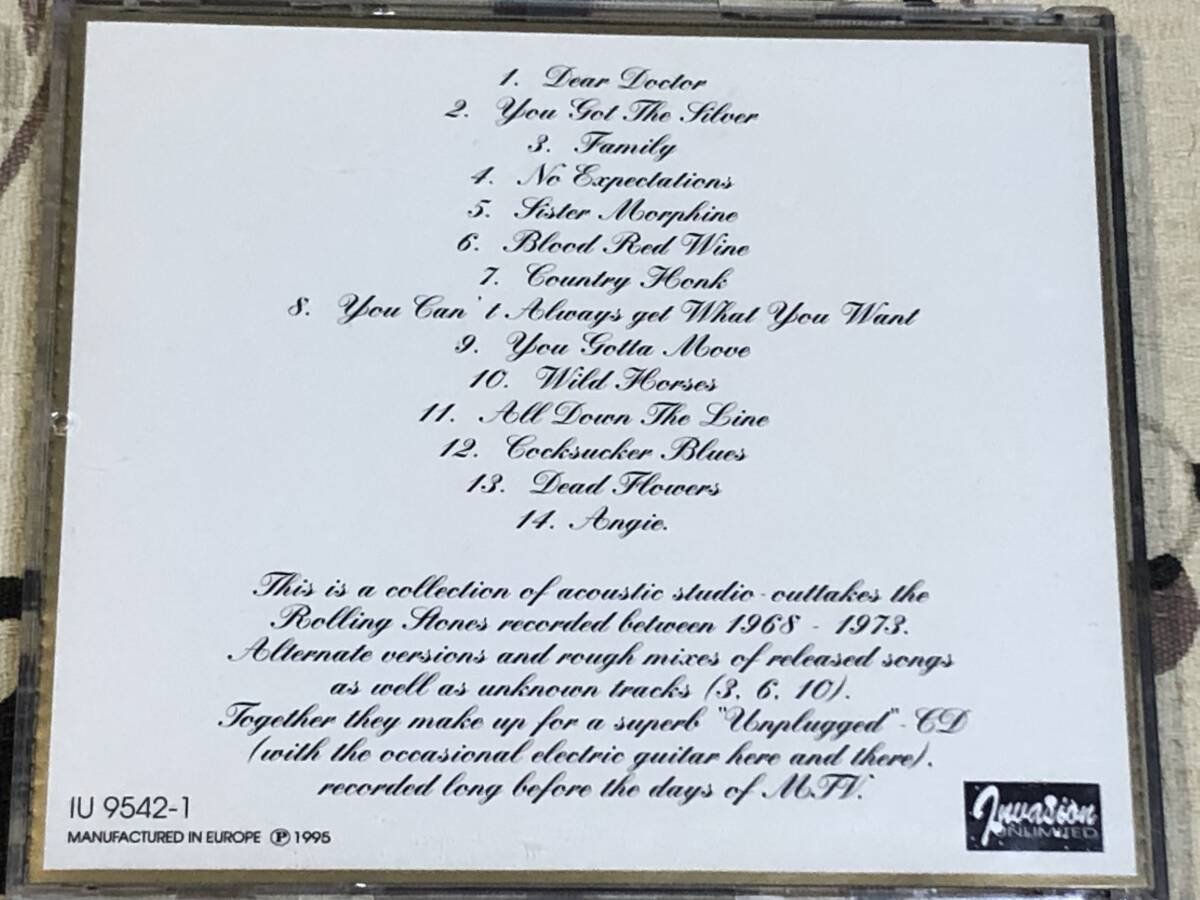 1. Dear Doctor
2. You Got The Silver
3. Family
4. No Expectations
5. Sister Morphine
6. Blood Red Wine
7. Country Honk
8. You Can't Always get What You Want
9. You Gotta Move
10. Wild Horses
11. All Down The Line
12. Cocksucker Blues
13. Dead Flowers
14. Angie.
This is a collection of acoustic studio-outtakes the
Rolling Stones recorded between 1968 - 1973.
Alternate versions and rough mixes of released songs
as well as unknown tracks (3, 6, 10).
Together they make up for a superb "Unplugged"-CD
(with the occasional electric guitar here and there),
recorded long before the days of MTV.
IU 9542-1
MANUFACTURED IN EUROPE ℗ 1995
Invasion
UNLIMITED